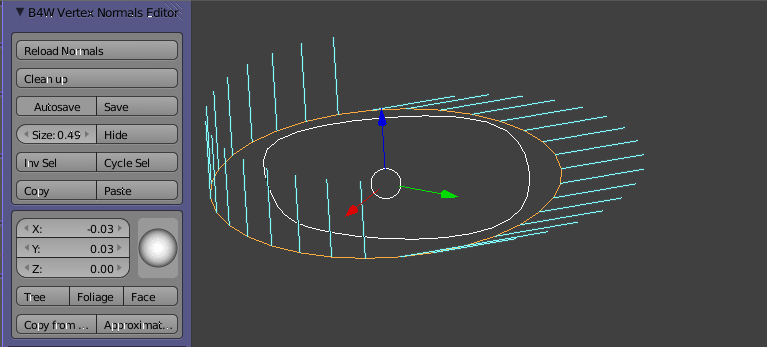 B4W Vertex Normals Editor
Reload Normals
Clean up
Autosave Save
Size: 0.49 Hide
Inv Sel Cycle Sel
Copy Paste
X: -0.03
Y: 0.03
Z: 0.00
Tree Foliage Face
Copy from ... Approximat...